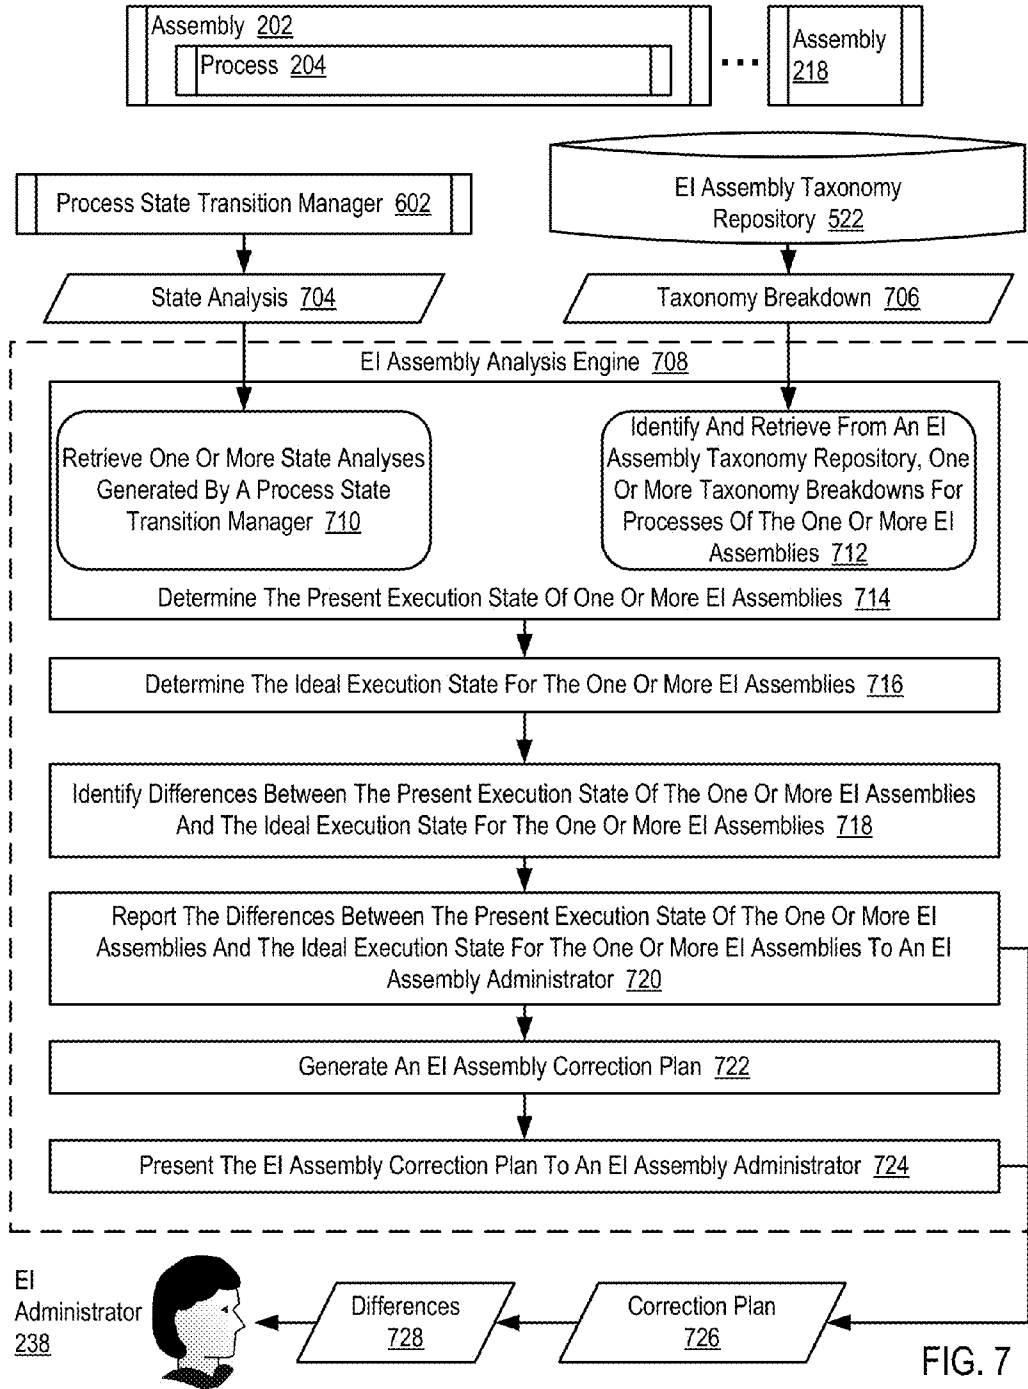 Assembly 202
Process 204
...
Assembly
218
Process State Transition Manager 602
EI Assembly Taxonomy
Repository 522
State Analysis 704
Taxonomy Breakdown 706
EI Assembly Analysis Engine 708
Retrieve One Or More State Analyses
Generated By A Process State
Transition Manager 710
Identify And Retrieve From An EI
Assembly Taxonomy Repository, One
Or More Taxonomy Breakdowns For
Processes Of The One Or More EI
Assemblies 712
Determine The Present Execution State Of One Or More EI Assemblies 714
Determine The Ideal Execution State For The One Or More EI Assemblies 716
Identify Differences Between The Present Execution State Of The One Or More EI Assemblies
And The Ideal Execution State For The One Or More EI Assemblies 718
Report The Differences Between The Present Execution State Of The One Or More EI
Assemblies And The Ideal Execution State For The One Or More EI Assemblies To An EI
Assembly Administrator 720
Generate An EI Assembly Correction Plan 722
Present The EI Assembly Correction Plan To An EI Assembly Administrator 724
EI
Administrator
238
Differences
728
Correction Plan
726
FIG. 7